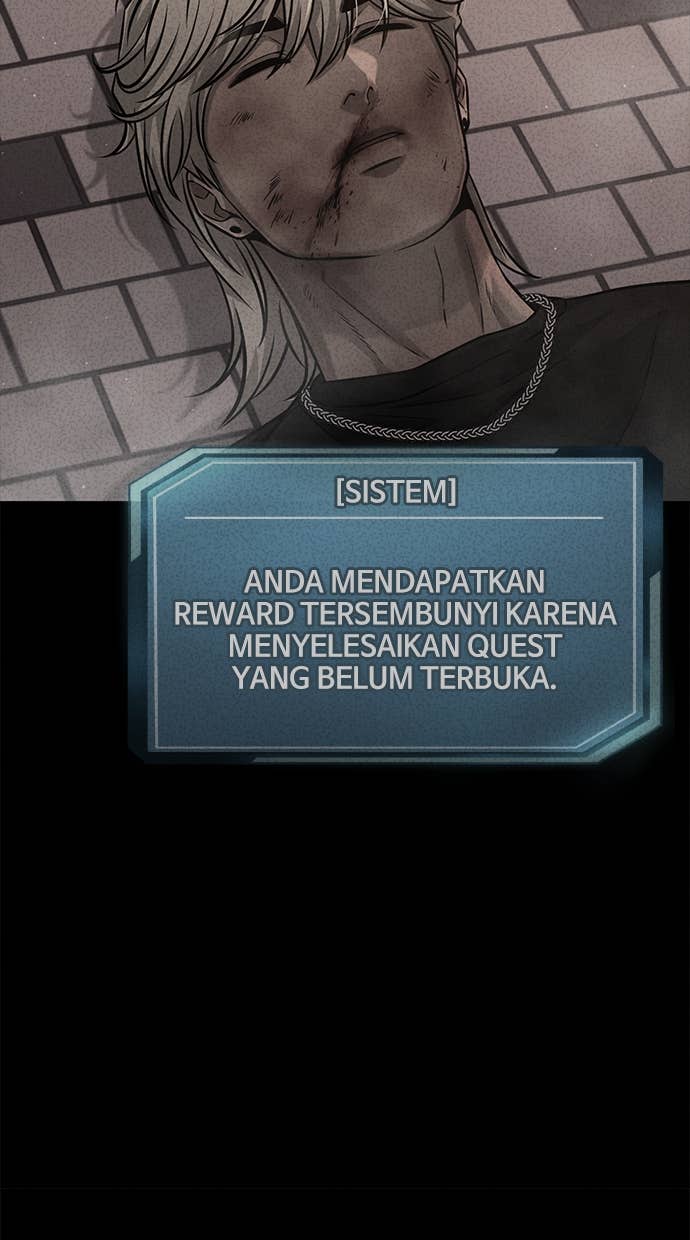 [SISTEM]
ANDA MENDAPATKAN
REWARD TERSEMBUNYI KARENA
MENYELESAIKAN QUEST
YANG BELUM TERBUKA.